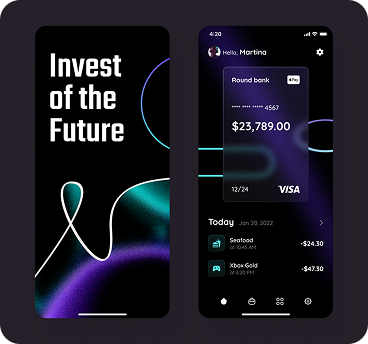 Invest
of the
Future
4:20
Hello, Martina
Round bank
Pay
**** **** ***** 4567
$23,789.00
12/24
VISA
Today Jan 20, 2022
Seafood
at 10:45 AM
-$24.30
Xbox Gold
at 6:20 PM
-$47.30